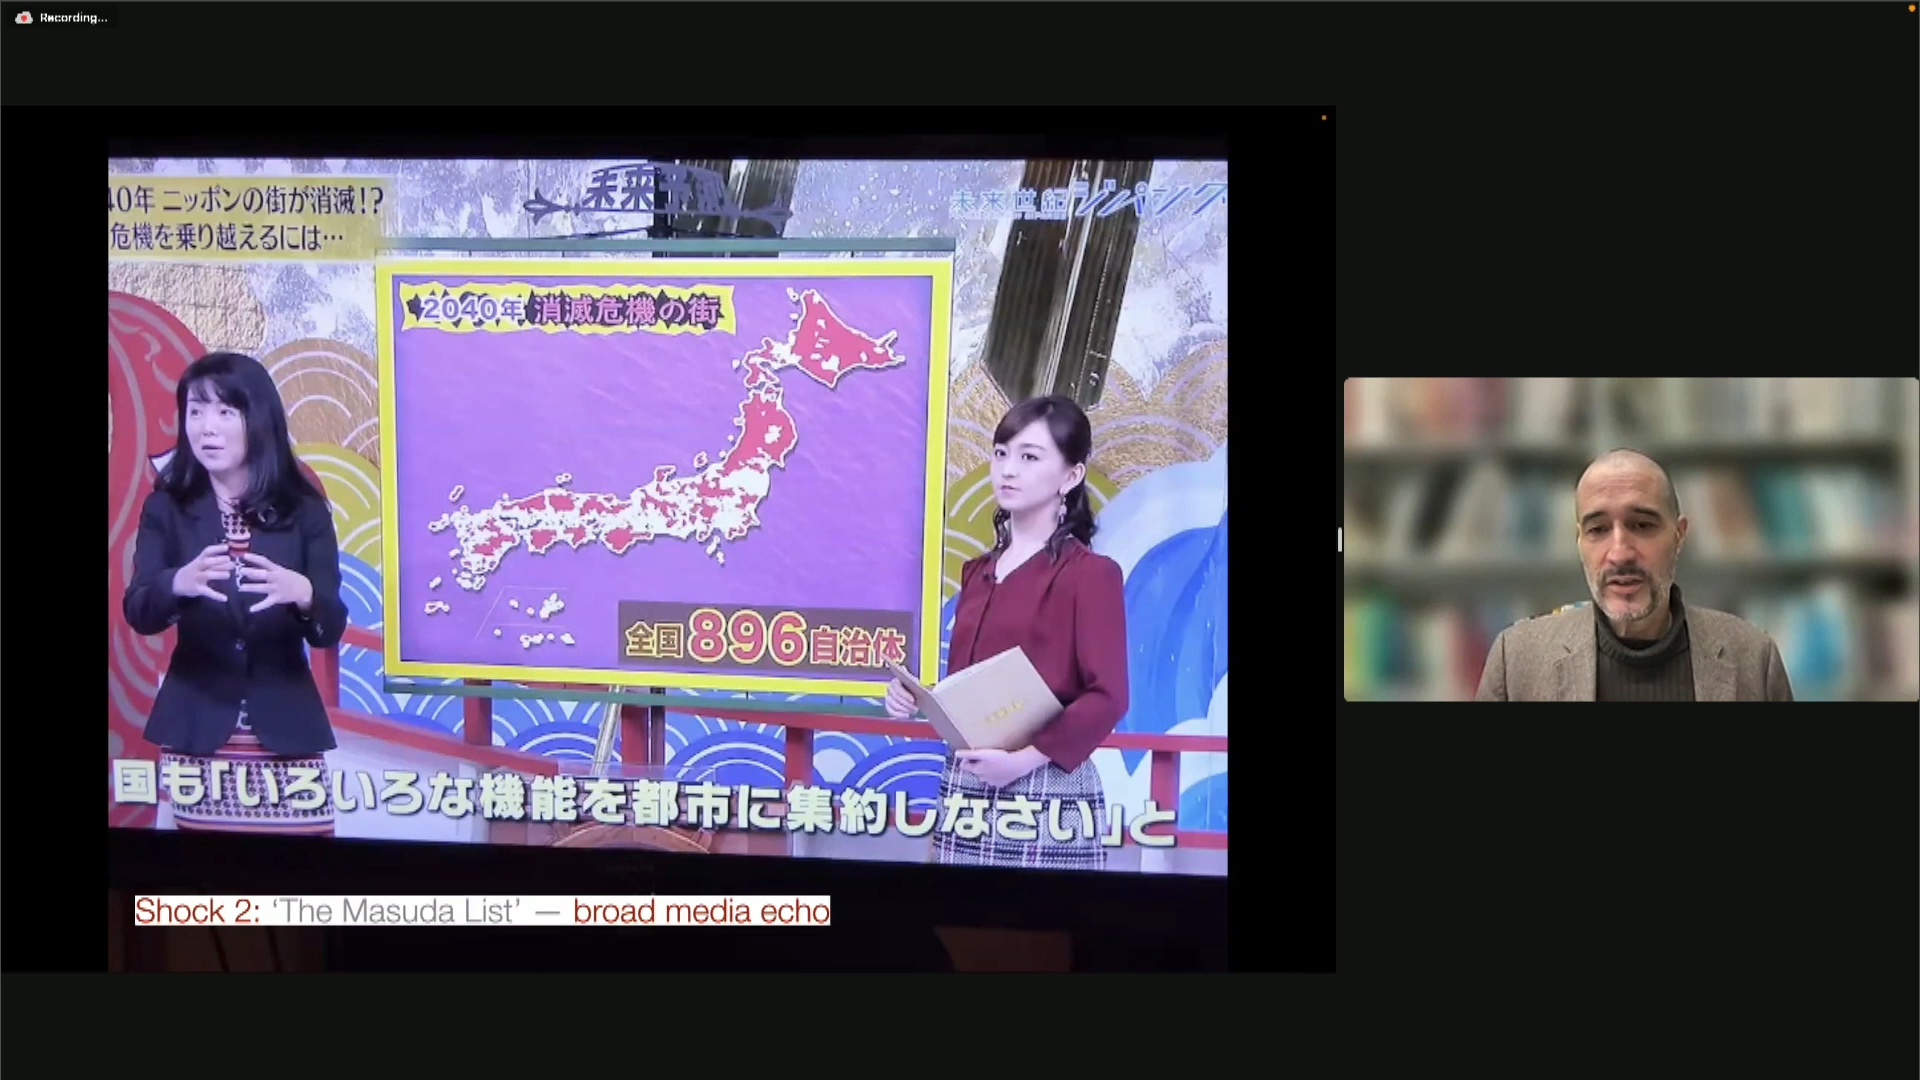 Recording...
40年 ニッポンの街が消滅!?
危機を乗り越えるには…
未来予測
未来世紀ジパング
2040年 消滅危機の街
全国896自治体
国も「いろいろな機能を都市に集約しなさい」と
Shock 2: ‘The Masuda List’ — broad media echo